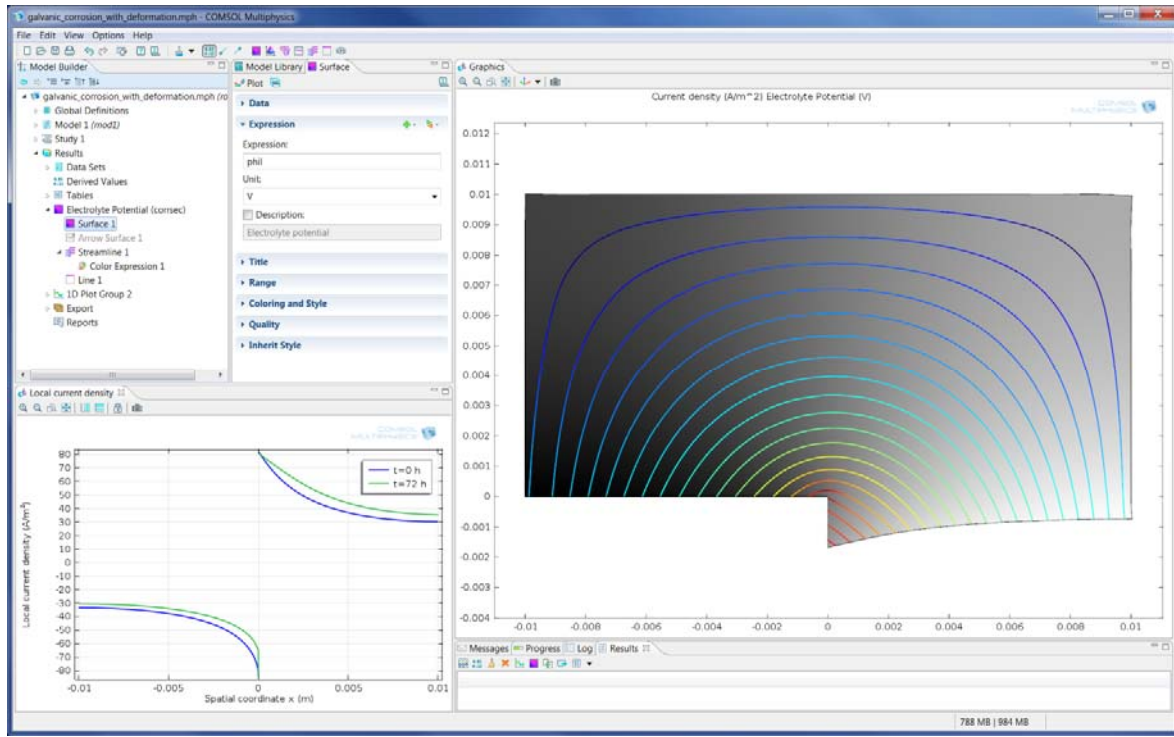 galvanic_corrosion_with_deformation.mph - COMSOL Multiphysics
File Edit View Options Help
Model Builder
galvanic_corrosion_with_deformation.mph (ro
Global Definitions
Model 1 (mod1)
Study 1
Results
Data Sets
Derived Values
Tables
Electrolyte Potential (corrsec)
Surface 1
Arrow Surface 1
Streamline 1
Color Expression 1
Line 1
1D Plot Group 2
Export
Reports
Model Library Surface
Plot
Data
Expression
Expression:
phil
Unit:
V
Description:
Electrolyte potential
Title
Range
Coloring and Style
Quality
Inherit Style
Graphics
Current density (A/m^2) Electrolyte Potential (V)
COMSOL
MULTIPHYSICS
0.012
0.011
0.010
0.009
0.008
0.007
0.006
0.005
0.004
0.003
0.002
0.001
0
-0.001
-0.002
-0.003
-0.004
-0.01 -0.008 -0.006 -0.004 -0.002 0 0.002 0.004 0.006 0.008 0.01
Local current density
COMSOL
MULTIPHYSICS
t=0 h
t=72 h
Local current density (A/m²)
80
70
60
50
40
30
20
10
0
-10
-20
-30
-40
-50
-60
-70
-80
-90
-0.01 -0.005 0 0.005 0.01
Spatial coordinate x (m)
Messages Progress Log Results
788 MB | 984 MB